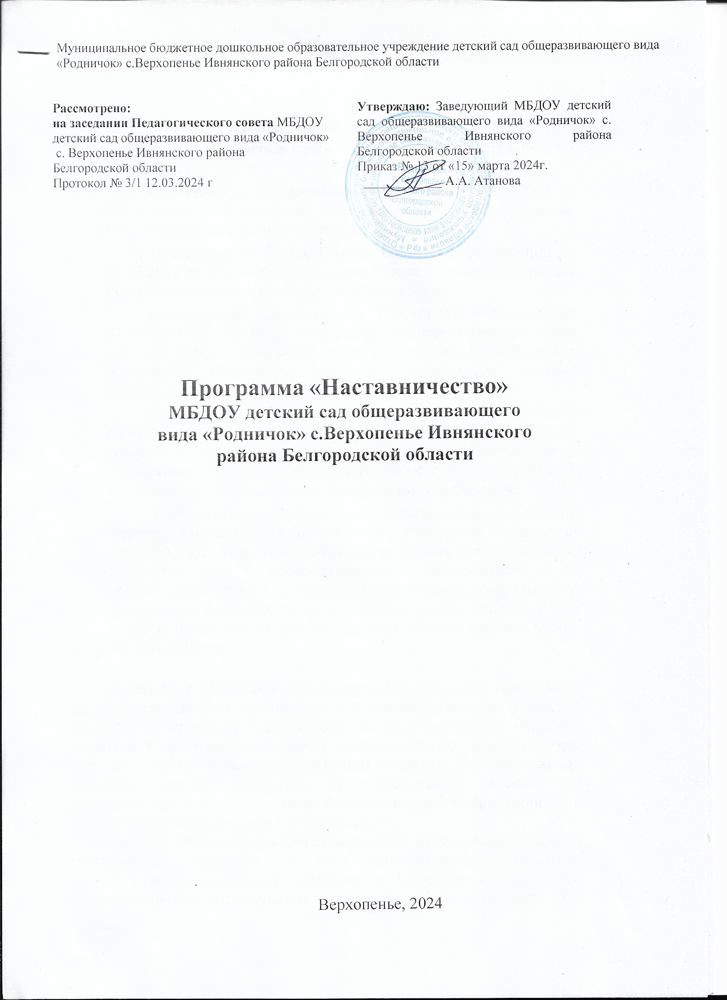 Муниципальное бюджетное дошкольное образовательное учреждение детский сад общеразвивающего вида
«Родничок» с.Верхопенье Ивнянского района Белгородской области
Рассмотрено:
на заседании Педагогического совета МБДОУ
детский сад общеразвивающего вида «Родничок»
с. Верхопенье Ивнянского района
Белгородской области
Протокол № 3/1 12.03.2024 г
Утверждаю: Заведующий МБДОУ детский
сад общеразвивающего вида «Родничок» с.
Верхопенье Ивнянского района
Белгородской области
Приказ № 13 от «15» марта 2024г.
А.А. Атанова
Белгородской
области
Программа «Наставничество»
МБДОУ детский сад общеразвивающего
вида «Родничок» с.Верхопенье Ивнянского
района Белгородской области
Верхопенье, 2024